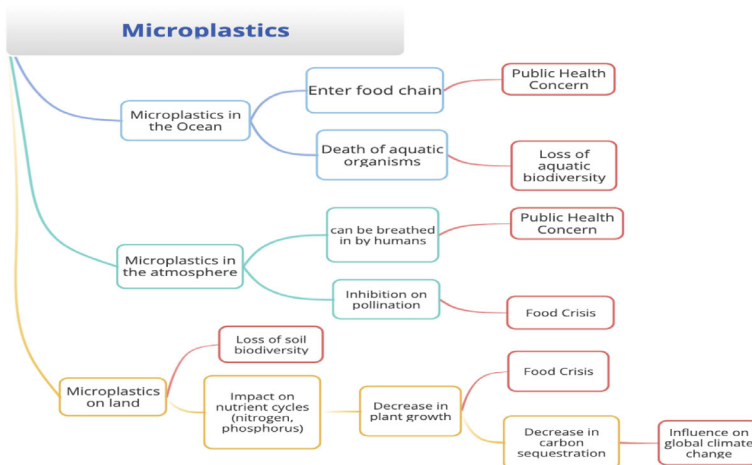 Microplastics
Microplastics in
the Ocean
Enter food chain
Public Health
Concern
Death of aquatic
organisms
Loss of
aquatic
biodiversity
Microplastics in
the atmosphere
can be breathed
in by humans
Public Health
Concern
Inhibition on
pollination
Food Crisis
Microplastics
on land
Loss of soil
biodiversity
Impact on
nutrient cycles
(nitrogen,
phosphorus)
Decrease in
plant growth
Food Crisis
Decrease in
carbon
sequestration
Influence on
global climate
change